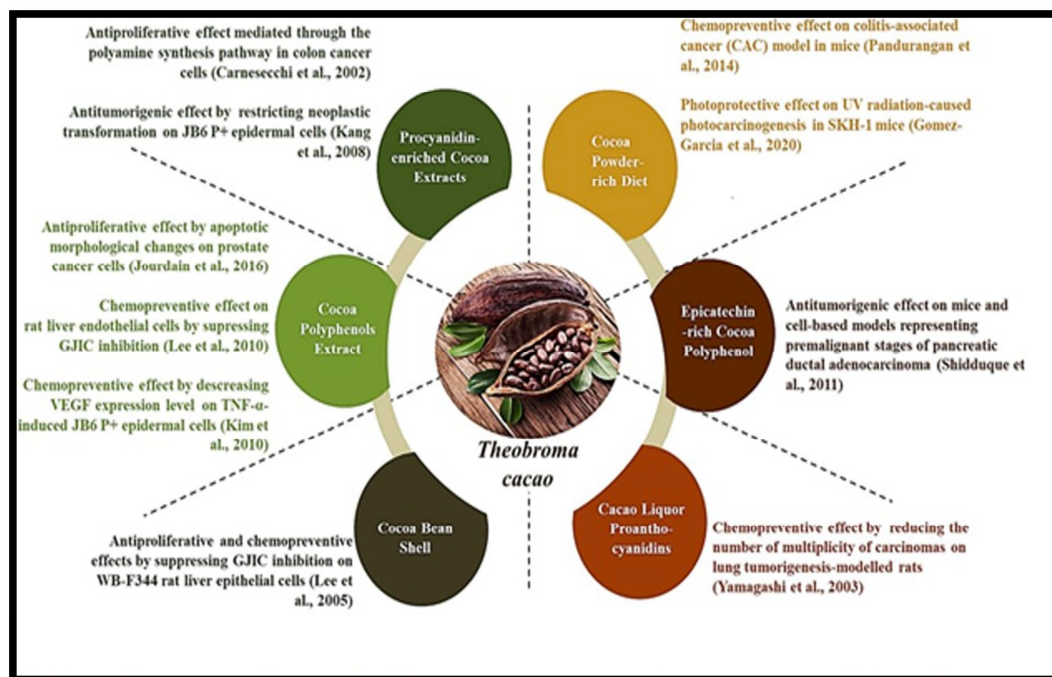 Antiproliferative effect mediated through the
polyamine synthesis pathway in colon cancer
cells (Carnesecchi et al., 2002)
Antitumorigenic effect by restricting neoplastic
transformation on JB6 P+ epidermal cells (Kang
et al., 2008)
Procyanidin-
enriched Cocoa
Extracts
Chemopreventive effect on colitis-associated
cancer (CAC) model in mice (Pandurangan et
al., 2014)
Photoprotective effect on UV radiation-caused
photocarcinogenesis in SKH-1 mice (Gomez-
Garcia et al., 2020)
Cocoa
Powder-
rich Diet
Antiproliferative effect by apoptotic
morphological changes on prostate
cancer cells (Jourdain et al., 2016)
Chemopreventive effect on
rat liver endothelial cells by supressing
GJIC inhibition (Lee et al., 2010)
Chemopreventive effect by descreasing
VEGF expression level on TNF-α-
induced JB6 P+ epidermal cells (Kim et
al., 2010)
Cocoa
Polyphenols
Extract
Epicatechin
-rich Cocoa
Polyphenol
Antitumorigenic effect on mice and
cell-based models representing
premalignant stages of pancreatic
ductal adenocarcinoma (Shidduque et
al., 2011)
Theobroma
cacao
Antiproliferative and chemopreventive
effects by suppressing GJIC inhibition on
WB-F344 rat liver epithelial cells (Lee et
al., 2005)
Cocoa Bean
Shell
Cacao Liquor
Proantho-
cyanidins
Chemopreventive effect by reducing the
number of multiplicity of carcinomas on
lung tumorigenesis-modelled rats
(Yamagashi et al., 2003)